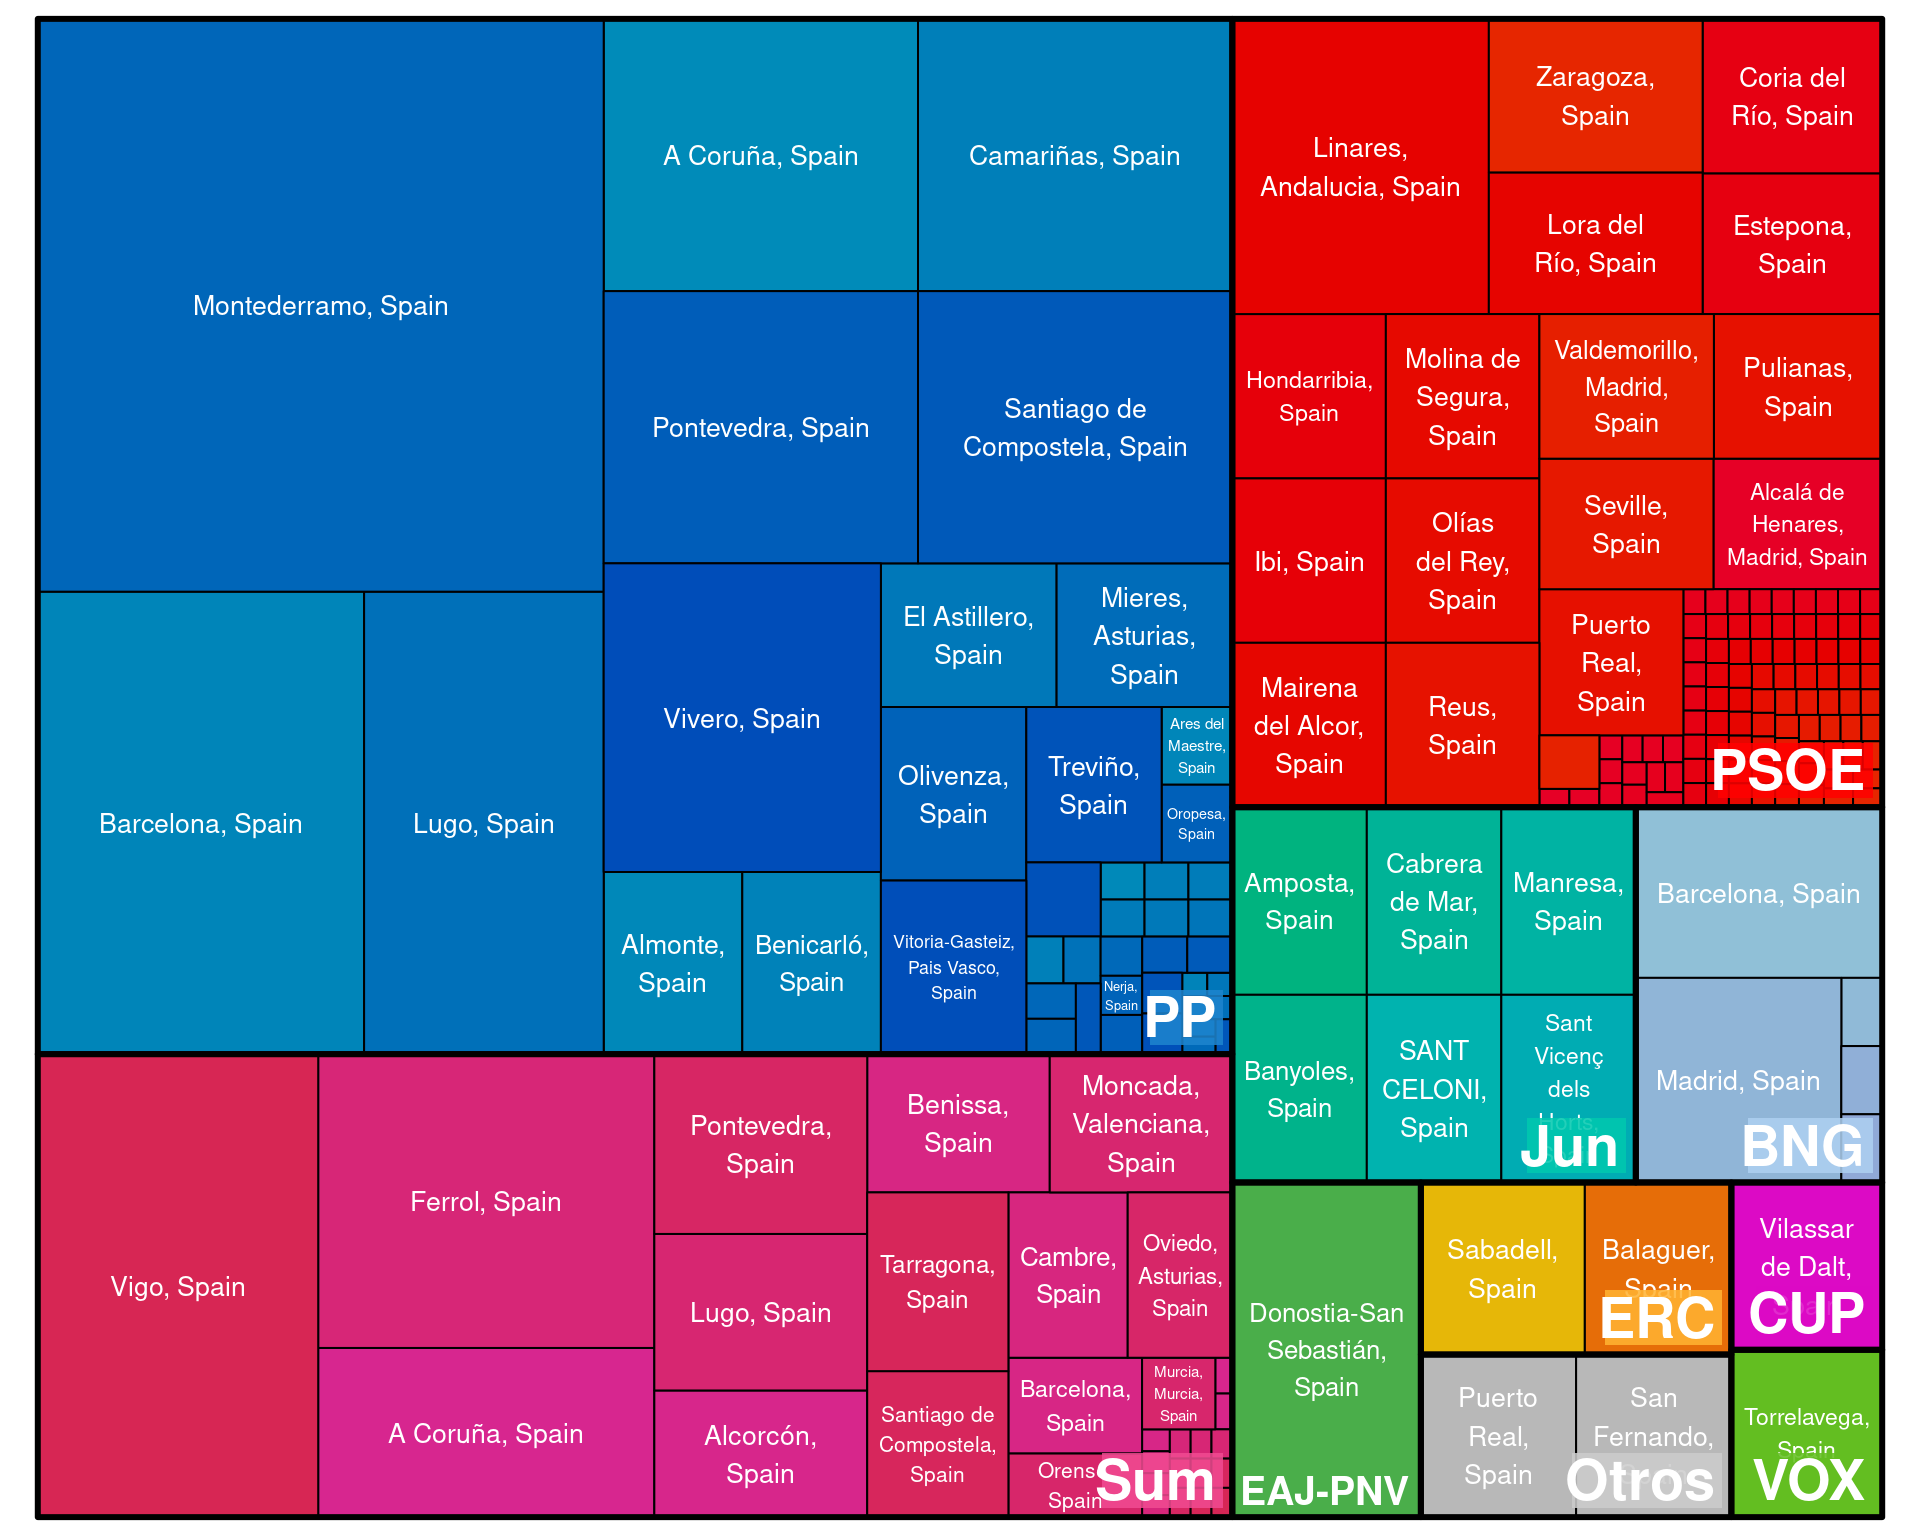 Montederramo, Spain
A Coruña, Spain
Camariñas, Spain
Pontevedra, Spain
Santiago de
Compostela, Spain
Barcelona, Spain
Lugo, Spain
Vivero, Spain
El Astillero,
Spain
Mieres,
Asturias,
Spain
Olivenza,
Spain
Treviño,
Spain
Ares del
Maestre,
Spain
Oropesa,
Spain
Almonte,
Spain
Benicarló,
Spain
Vitoria-Gasteiz,
Pais Vasco,
Spain
Nerja,
Spain
PP
Linares,
Andalucia, Spain
Zaragoza,
Spain
Coria del
Río, Spain
Lora del
Río, Spain
Estepona,
Spain
Hondarribia,
Spain
Molina de
Segura,
Spain
Valdemorillo,
Madrid,
Spain
Pulianas,
Spain
Ibi, Spain
Olías
del Rey,
Spain
Seville,
Spain
Alcalá de
Henares,
Madrid, Spain
Mairena
del Alcor,
Spain
Reus,
Spain
Puerto
Real,
Spain
PSOE
Vigo, Spain
Ferrol, Spain
A Coruña, Spain
Pontevedra,
Spain
Lugo, Spain
Alcorcón,
Spain
Benissa,
Spain
Moncada,
Valenciana,
Spain
Tarragona,
Spain
Cambre,
Spain
Oviedo,
Asturias,
Spain
Santiago de
Compostela,
Spain
Barcelona,
Spain
Murcia,
Murcia,
Spain
Orense,
Spain
Sum
Amposta,
Spain
Cabrera
de Mar,
Spain
Manresa,
Spain
Banyoles,
Spain
SANT
CELONI,
Spain
Sant
Vicenç
dels
Horts,
Jun
Barcelona, Spain
Madrid, Spain
BNG
Donostia-San
Sebastián,
Spain
EAJ-PNV
Sabadell,
Spain
Balaguer,
Spain
ERC
Vilassar
de Dalt,
Spain
CUP
Puerto
Real,
Spain
San
Fernando,
Otros
Torrelavega,
Spain
VOX